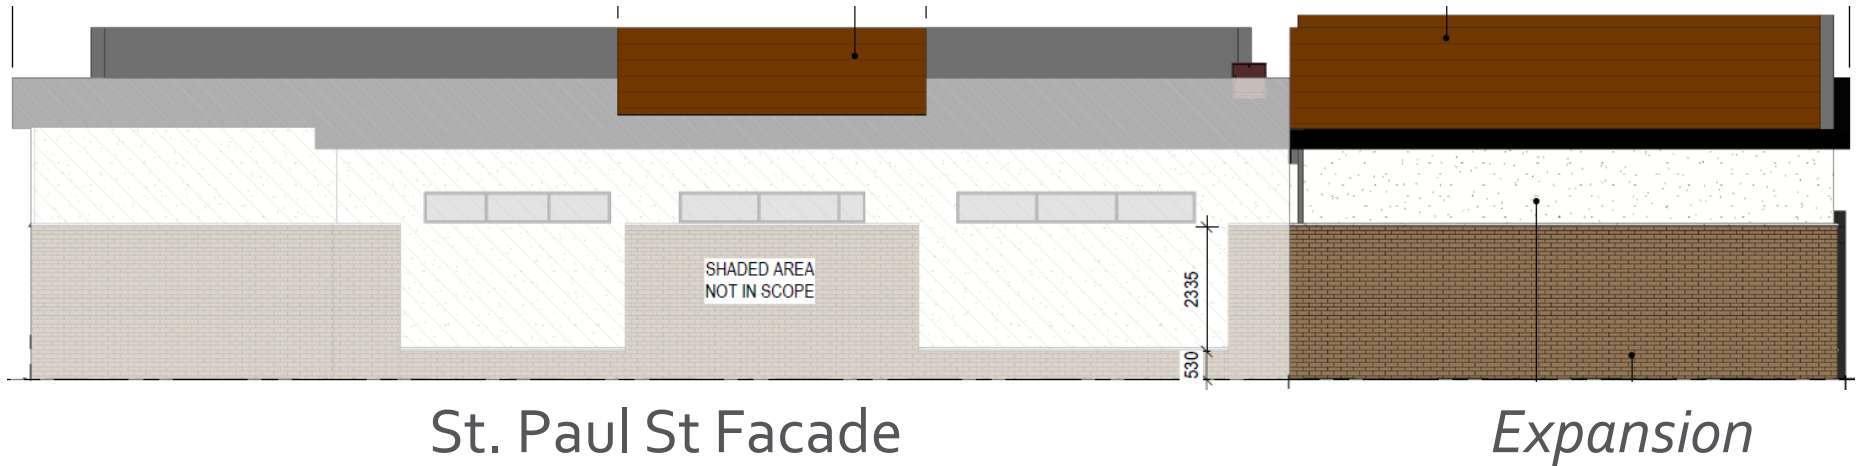 SHADED AREA
NOT IN SCOPE
2335
530
St. Paul St Facade
Expansion